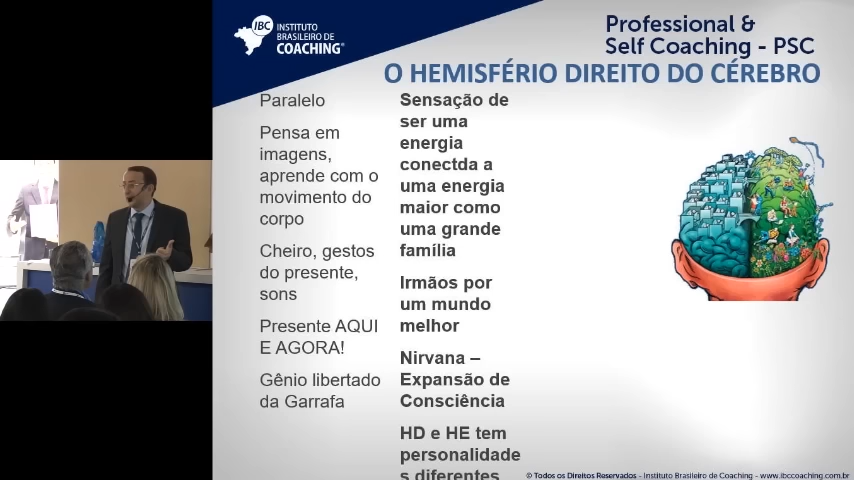 IBC
INSTITUTO
BRASILEIRO DE
COACHING®
Professional &
Self Coaching - PSC
O HEMISFÉRIO DIREITO DO CÉREBRO
Paralelo
Pensa em
imagens,
aprende com o
movimento do
corpo
Cheiro, gestos
do presente,
sons
Presente AQUI
E AGORA!
Gênio libertado
da Garrafa
Sensação de
ser uma
energia
conectda a
uma energia
maior como
uma grande
família
Irmãos por
um mundo
melhor
Nirvana –
Expansão de
Consciência
HD e HE tem
personalidade
s diferentes
© Todos os Direitos Reservados - Instituto Brasileiro de Coaching - www.ibccoaching.com.br